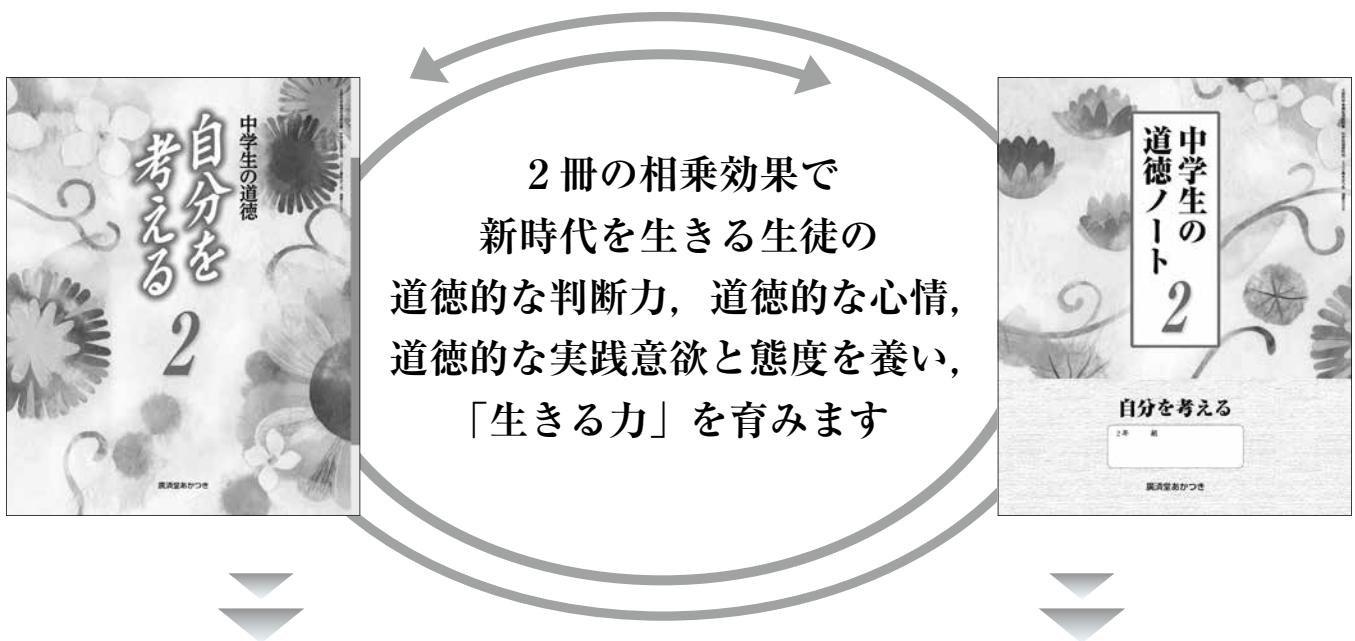 中学生の道徳
自分を
考える
2
廣済堂あかつき
2冊の相乗効果で
新時代を生きる生徒の
道徳的な判断力，道徳的な心情，
道徳的な実践意欲と態度を養い，
「生きる力」を育みます
中学生の
道徳ノート
2
自分を考える
2年 組
廣済堂あかつき